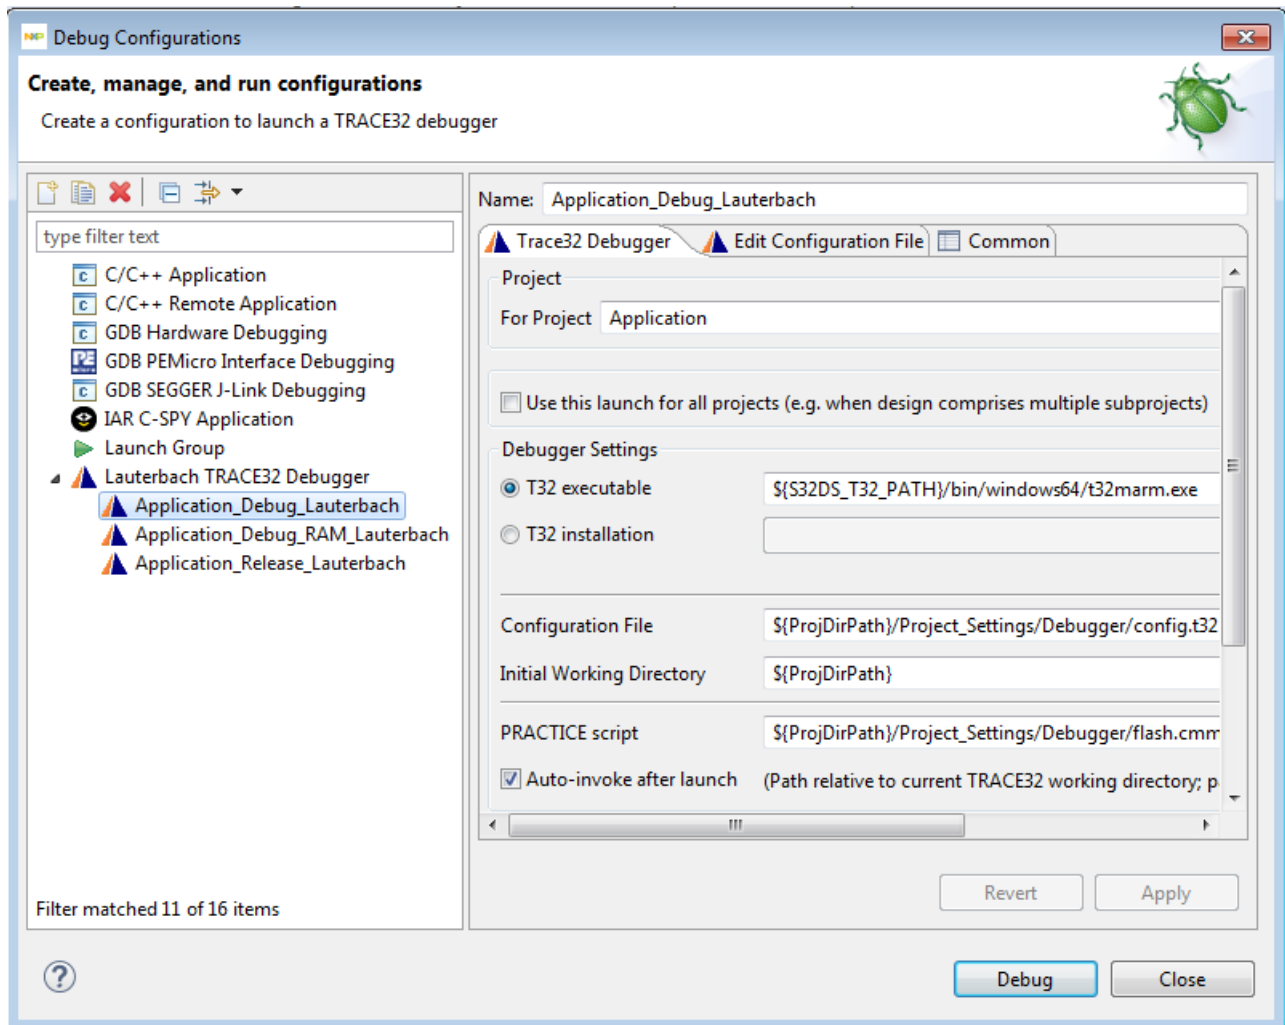 NXP Debug Configurations
Create, manage, and run configurations
Create a configuration to launch a TRACE32 debugger
type filter text
C/C++ Application
C/C++ Remote Application
GDB Hardware Debugging
GDB PEMicro Interface Debugging
GDB SEGGER J-Link Debugging
IAR C-SPY Application
Launch Group
Lauterbach TRACE32 Debugger
Application_Debug_Lauterbach
Application_Debug_RAM_Lauterbach
Application_Release_Lauterbach
Filter matched 11 of 16 items
Name: Application_Debug_Lauterbach
Trace32 Debugger Edit Configuration File Common
Project
For Project Application
Use this launch for all projects (e.g. when design comprises multiple subprojects)
Debugger Settings
T32 executable ${S32DS_T32_PATH}/bin/windows64/t32marm.exe
T32 installation
Configuration File ${ProjDirPath}/Project_Settings/Debugger/config.t32
Initial Working Directory ${ProjDirPath}
PRACTICE script ${ProjDirPath}/Project_Settings/Debugger/flash.cmm
Auto-invoke after launch (Path relative to current TRACE32 working directory; p
Revert Apply
Debug Close